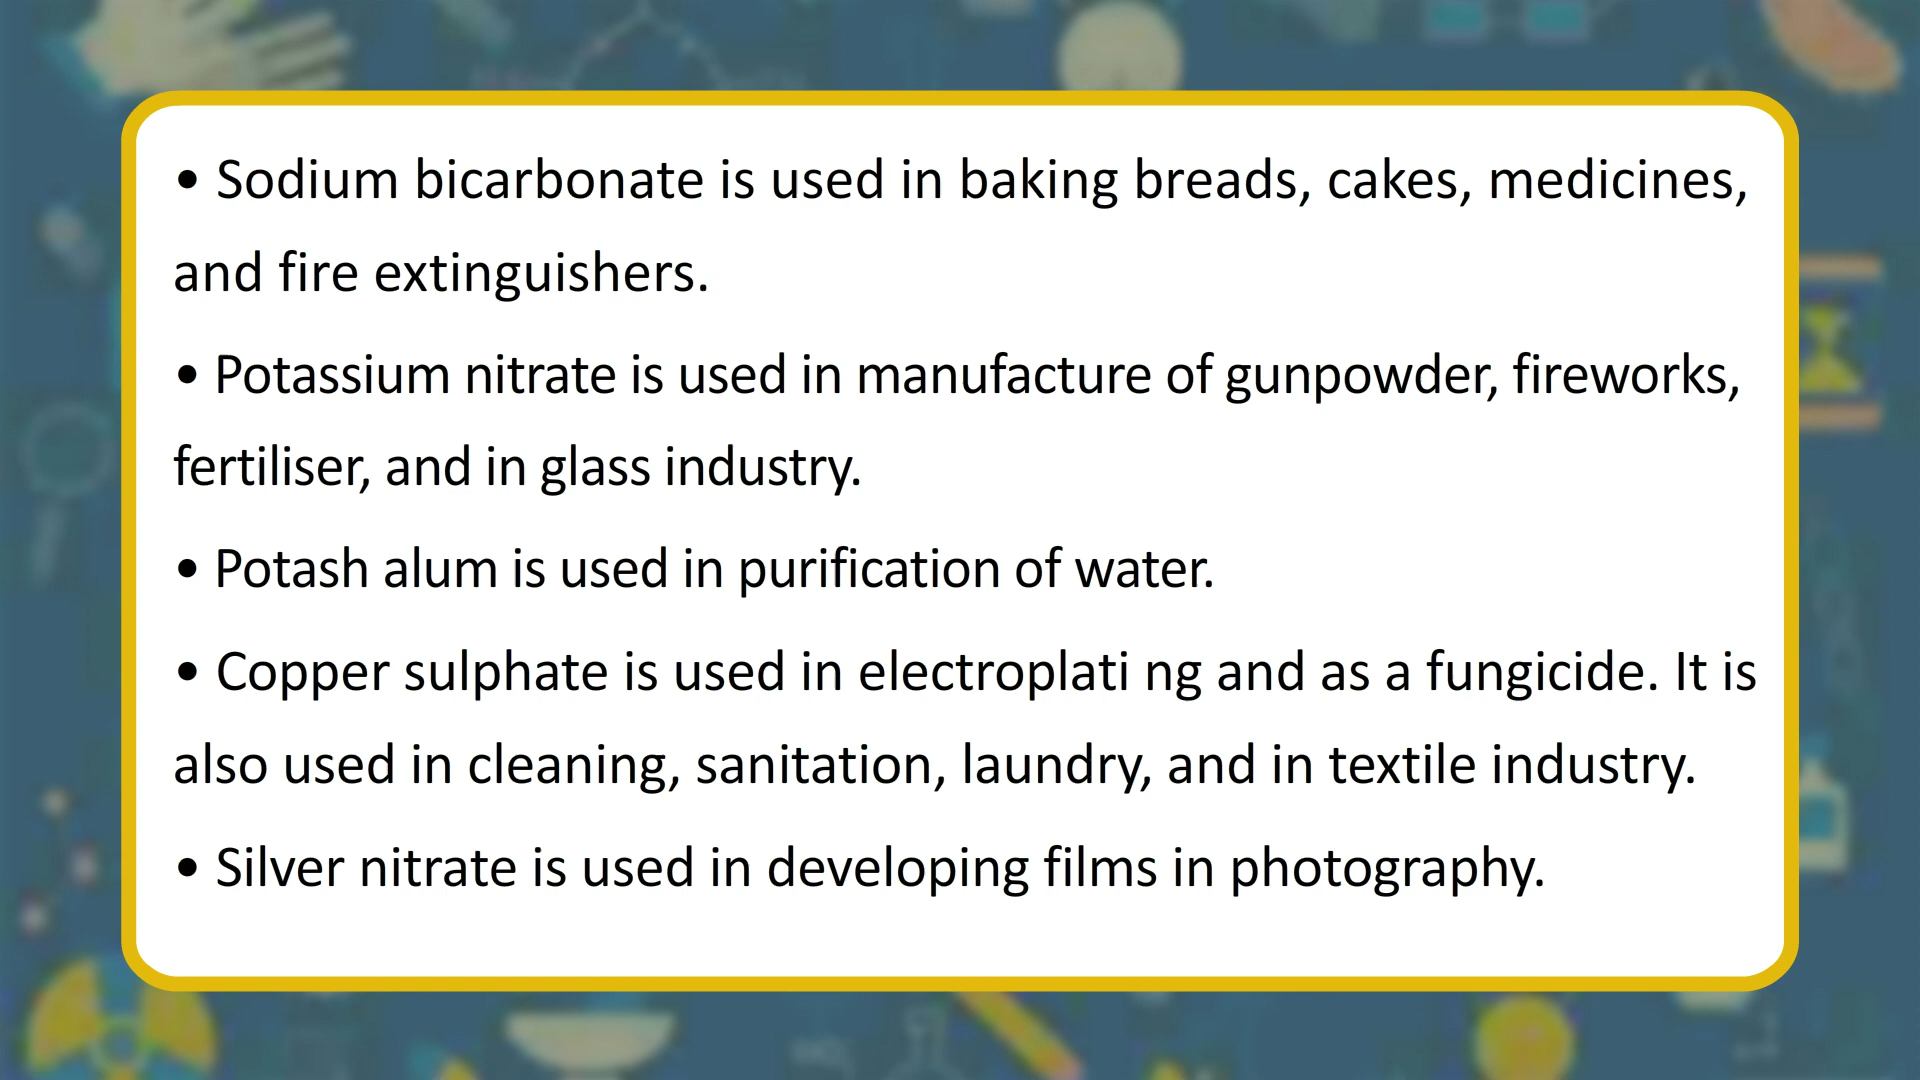 • Sodium bicarbonate is used in baking breads, cakes, medicines,
and fire extinguishers.
• Potassium nitrate is used in manufacture of gunpowder, fireworks,
fertiliser, and in glass industry.
• Potash alum is used in purification of water.
• Copper sulphate is used in electroplati ng and as a fungicide. It is
also used in cleaning, sanitation, laundry, and in textile industry.
• Silver nitrate is used in developing films in photography.